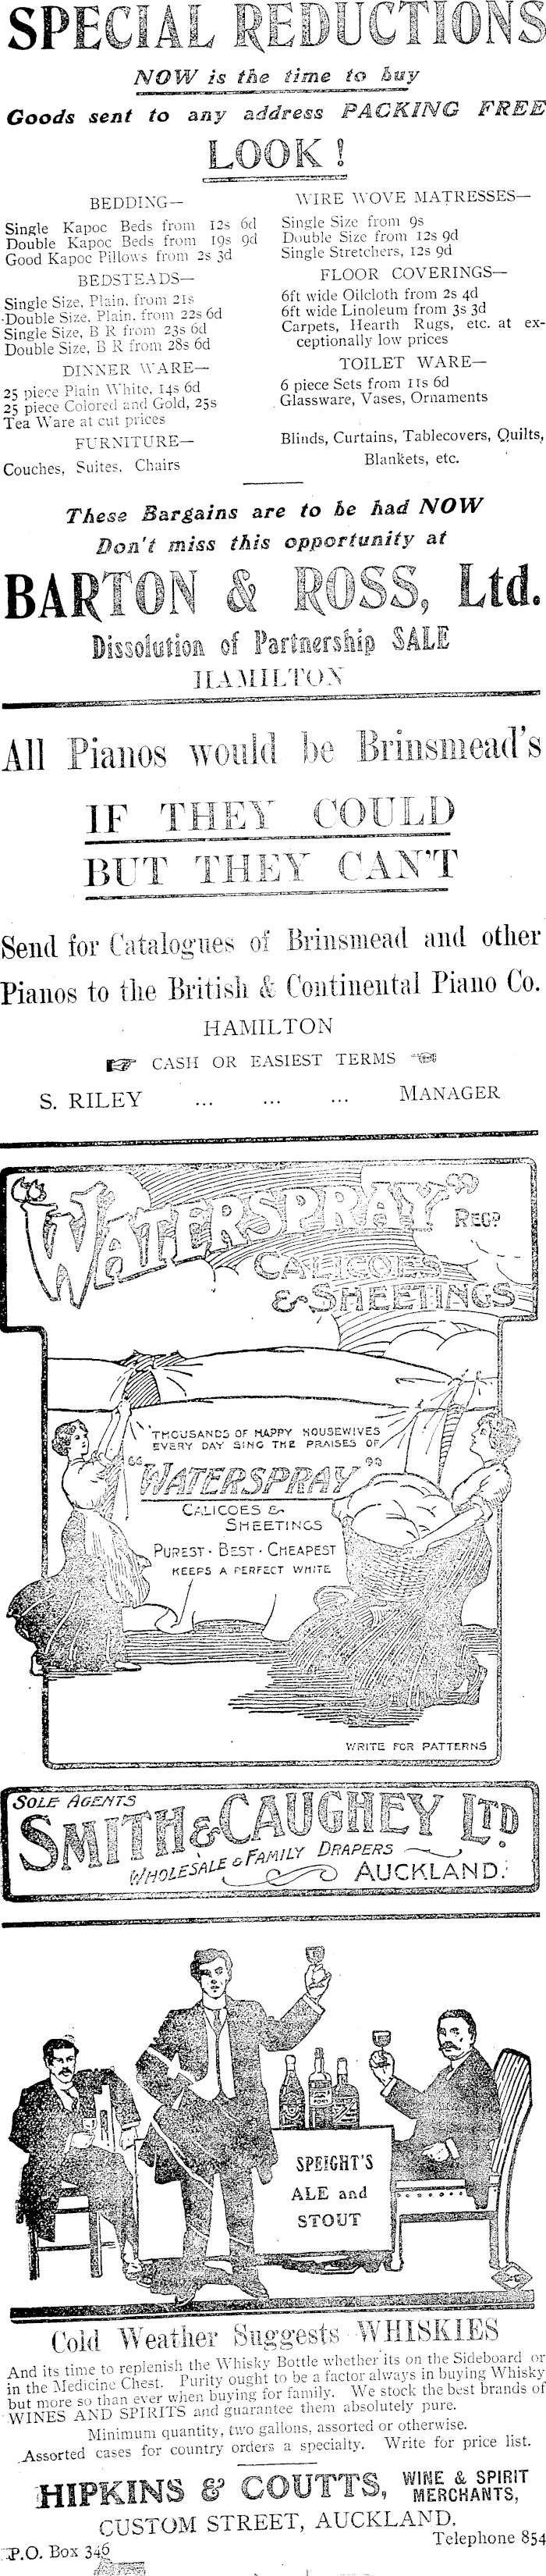 SPECIAL REDUCTIONS
NOW is the time to buy
Goods sent to any address PACKING FREE
LOOK !
BEDDING—
Single Kapoc Beds from 12s 6d
Double Kapoc Beds from 19s 9d
Good Kapoc Pillows from 2s 3d
BEDSTEADS—
Single Size, Plain, from 21s
Double Size, Plain, from 22s 6d
Single Size, B R from 23s 6d
Double Size, B R from 28s 6d
DINNER WARE—
25 piece Plain White, 14s 6d
25 piece Colored and Gold, 25s
Tea Ware at cut prices
FURNITURE—
Couches, Suites, Chairs
WIRE WOVE MATRESSES—
Single Size from 9s
Double Size from 12s 9d
Single Stretchers, 12s 9d
FLOOR COVERINGS—
6ft wide Oilcloth from 2s 4d
6ft wide Linoleum from 3s 3d
Carpets, Hearth Rugs, etc. at ex-
ceptionally low prices
TOILET WARE—
6 piece Sets from 11s 6d
Glassware, Vases, Ornaments
Blinds, Curtains, Tablecovers, Quilts,
Blankets, etc.
These Bargains are to be had NOW
Don't miss this opportunity at
BARTON & ROSS, Ltd.
Dissolution of Partnership SALE
HAMILTON
All Pianos would be Brinsmead's
IF THEY COULD
BUT THEY CAN'T
Send for Catalogues of Brinsmead and other
Pianos to the British & Continental Piano Co.
HAMILTON
☞ CASH OR EASIEST TERMS ☜
S. RILEY ... ... ... MANAGER
"WATERSPRAY" REGD
CALICOES
& SHEETINGS
THOUSANDS OF HAPPY HOUSEWIVES
EVERY DAY SING THE PRAISES OF
"WATERSPRAY"
CALICOES &
SHEETINGS
PUREST · BEST · CHEAPEST
KEEPS A PERFECT WHITE
WRITE FOR PATTERNS
SOLE AGENTS
SMITH & CAUGHEY LTD
WHOLESALE & FAMILY DRAPERS
AUCKLAND.
SPEIGHT'S
ALE and
STOUT
Cold Weather Suggests WHISKIES
And its time to replenish the Whisky Bottle whether its on the Sideboard or
in the Medicine Chest. Purity ought to be a factor always in buying Whisky
but more so than ever when buying for family. We stock the best brands of
WINES AND SPIRITS and guarantee them absolutely pure.
Minimum quantity, two gallons, assorted or otherwise.
Assorted cases for country orders a specialty. Write for price list.
HIPKINS & COUTTS, WINE & SPIRIT
MERCHANTS,
CUSTOM STREET, AUCKLAND.
P.O. Box 346 Telephone 854